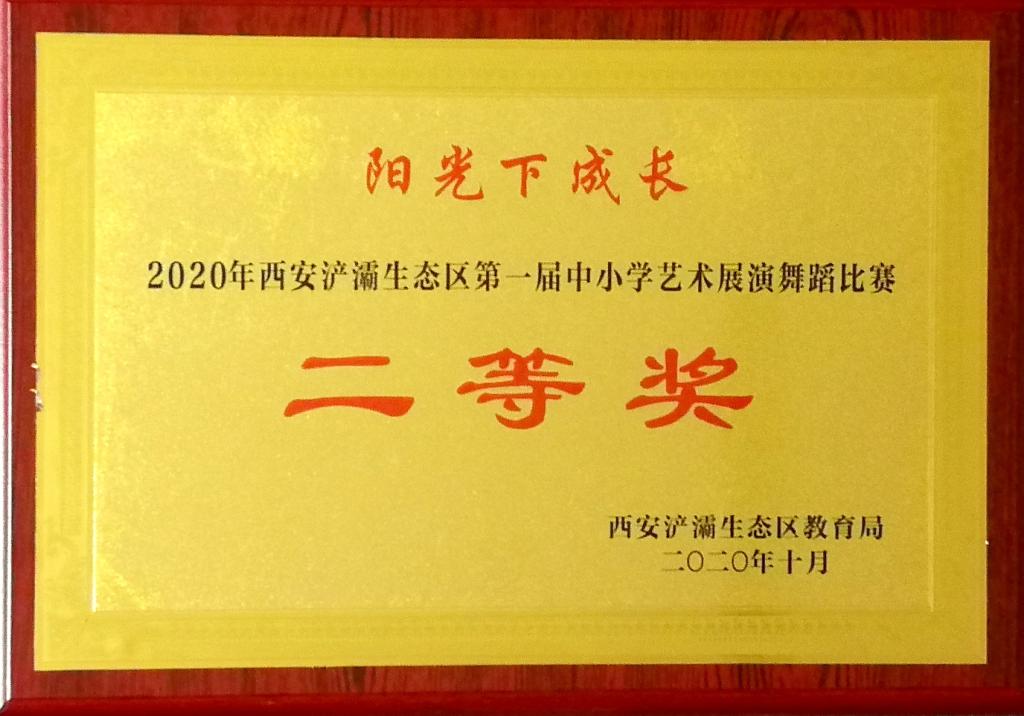 阳光下成长
2020年西安浐灞生态区第一届中小学艺术展演舞蹈比赛
二等奖
西安浐灞生态区教育局
二〇二〇年十月